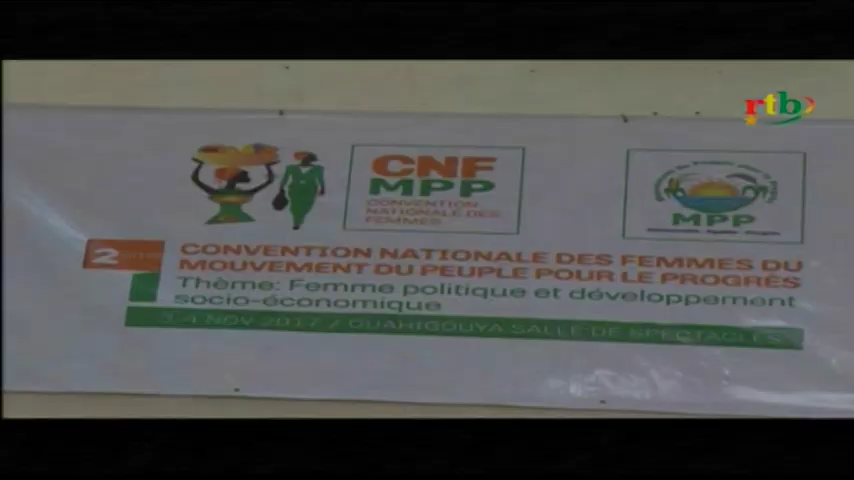 rtb
CNF
MPP
CONVENTION
NATIONALE DES
FEMMES
MPP
2
CONVENTION NATIONALE DES FEMMES DU
MOUVEMENT DU PEUPLE POUR LE PROGRÈS
Thème: Femme politique et développement
socio-économique
3-4 NOV 2017 / OUAHIGOUYA SALLE DE SPECTACLES